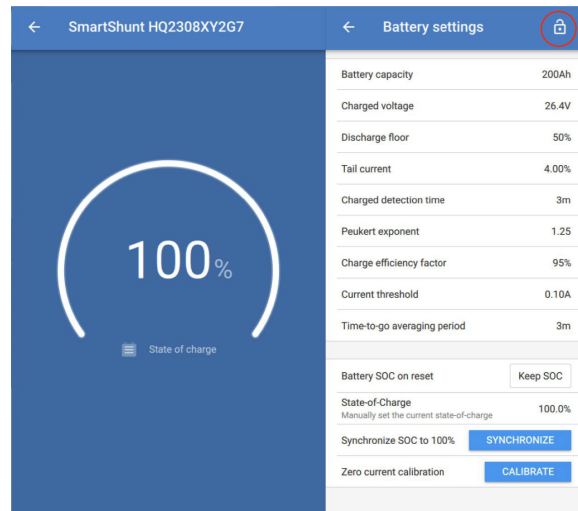 SmartShunt HQ2308XY2G7
100%
State of charge
Battery settings
Battery capacity 200Ah
Charged voltage 26.4V
Discharge floor 50%
Tail current 4.00%
Charged detection time 3m
Peukert exponent 1.25
Charge efficiency factor 95%
Current threshold 0.10A
Time-to-go averaging period 3m
Battery SOC on reset Keep SOC
State-of-Charge 100.0%
Manually set the current state-of-charge
Synchronize SOC to 100% SYNCHRONIZE
Zero current calibration CALIBRATE